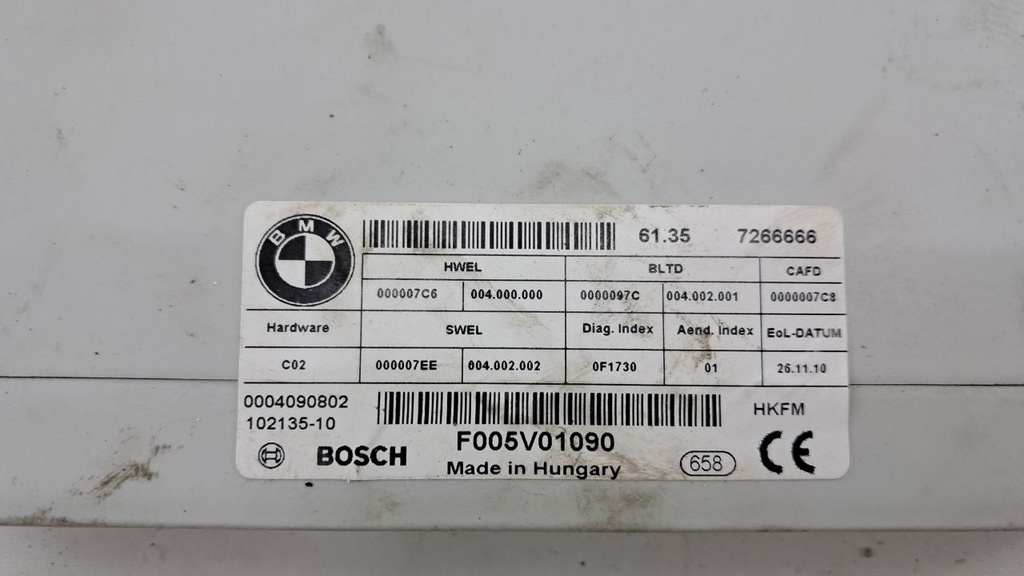 BMW
61.35 7266666
HWEL BLTD CAFD
000007C6 004.000.000 0000097C 004.002.001 0000007C8
Hardware SWEL Diag. Index Aend. Index EoL-DATUM
C02 000007EE 004.002.002 0F1730 01 26.11.10
0004090802 HKFM
102135-10
BOSCH F005V01090 658 CE
Made in Hungary